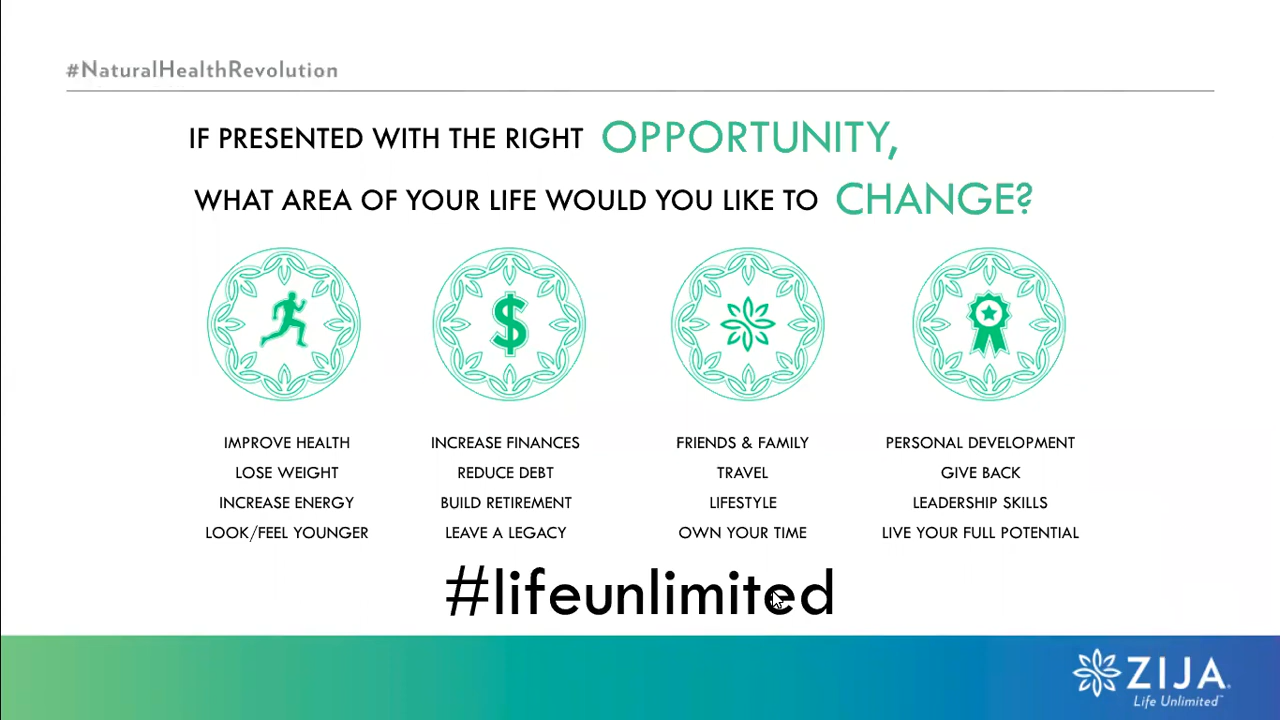 #NaturalHealthRevolution
IF PRESENTED WITH THE RIGHT OPPORTUNITY,
WHAT AREA OF YOUR LIFE WOULD YOU LIKE TO CHANGE?
IMPROVE HEALTH
LOSE WEIGHT
INCREASE ENERGY
LOOK/FEEL YOUNGER
INCREASE FINANCES
REDUCE DEBT
BUILD RETIREMENT
LEAVE A LEGACY
FRIENDS & FAMILY
TRAVEL
LIFESTYLE
OWN YOUR TIME
PERSONAL DEVELOPMENT
GIVE BACK
LEADERSHIP SKILLS
LIVE YOUR FULL POTENTIAL
#lifeunlimited
ZIJA
Life Unlimited™